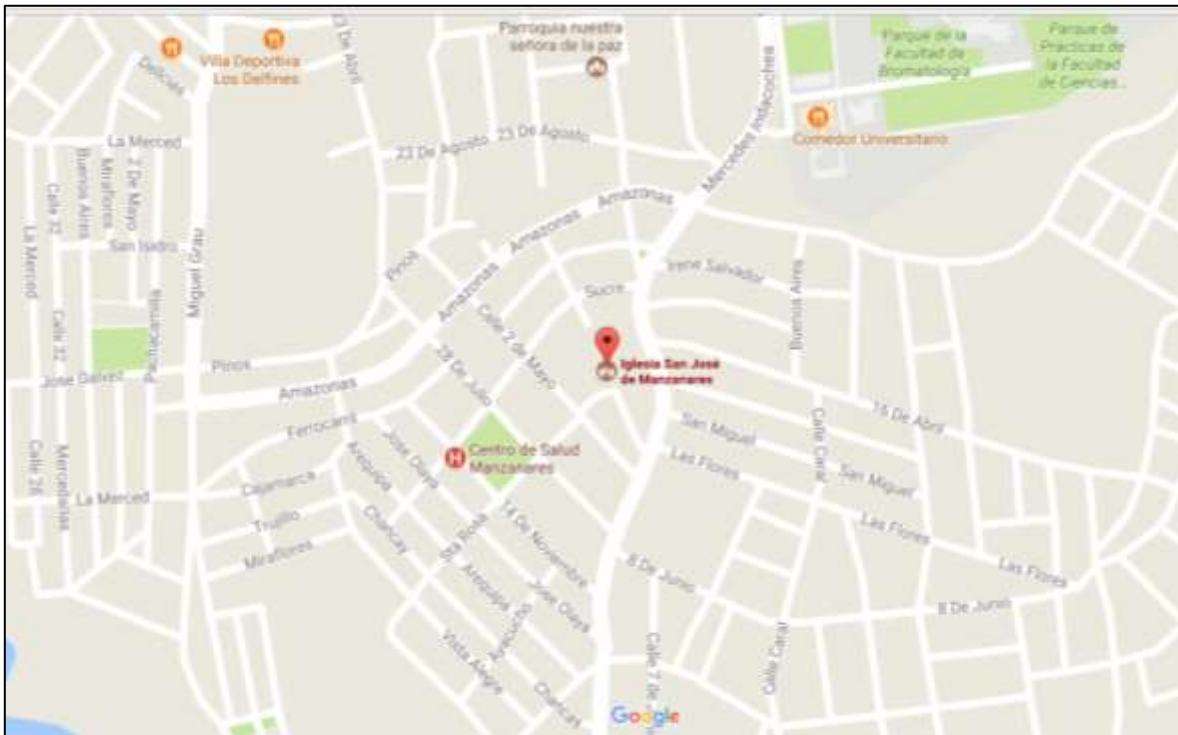 Parroquia nuestra
señora de la paz
23 De Abril
Villa Deportiva
Los Delfines
Parque de la
Facultad de
Bromatología
Parque de
Prácticas de
la Facultad
de Ciencias...
Comedor Universitario
La Merced
23 De Agosto
23 De Agosto
Mercedes Indacochea
Buenos Aires
Miraflores
2 De Mayo
Calle 32
La Merced
San Isidro
Miguel Grau
Pachacamilla
Calle 32
Pinos
Amazonas
Amazonas
Amazonas
Amazonas
Irene Salvador
Buenos Aires
Sucre
Calle 2 de Mayo
28 De Julio
Iglesia San José
de Manzanares
Jose Galvez
Pinos
Amazonas
Ferrocarril
16 De Abril
San Miguel
San Miguel
Calle Caral
Las Flores
Las Flores
Las Flores
Centro de Salud
Manzanares
Jose Olaya
Arequipa
Cajamarca
La Merced
Calle 26
Mercedarias
Trujillo
Miraflores
Chancay
Sta Rosa
14 De Noviembre
Arequipa
Jose Olaya
Ayacucho
Vista Alegre
Chancay
8 De Junio
8 De Junio
Calle Caral
Calle 7 de
Google